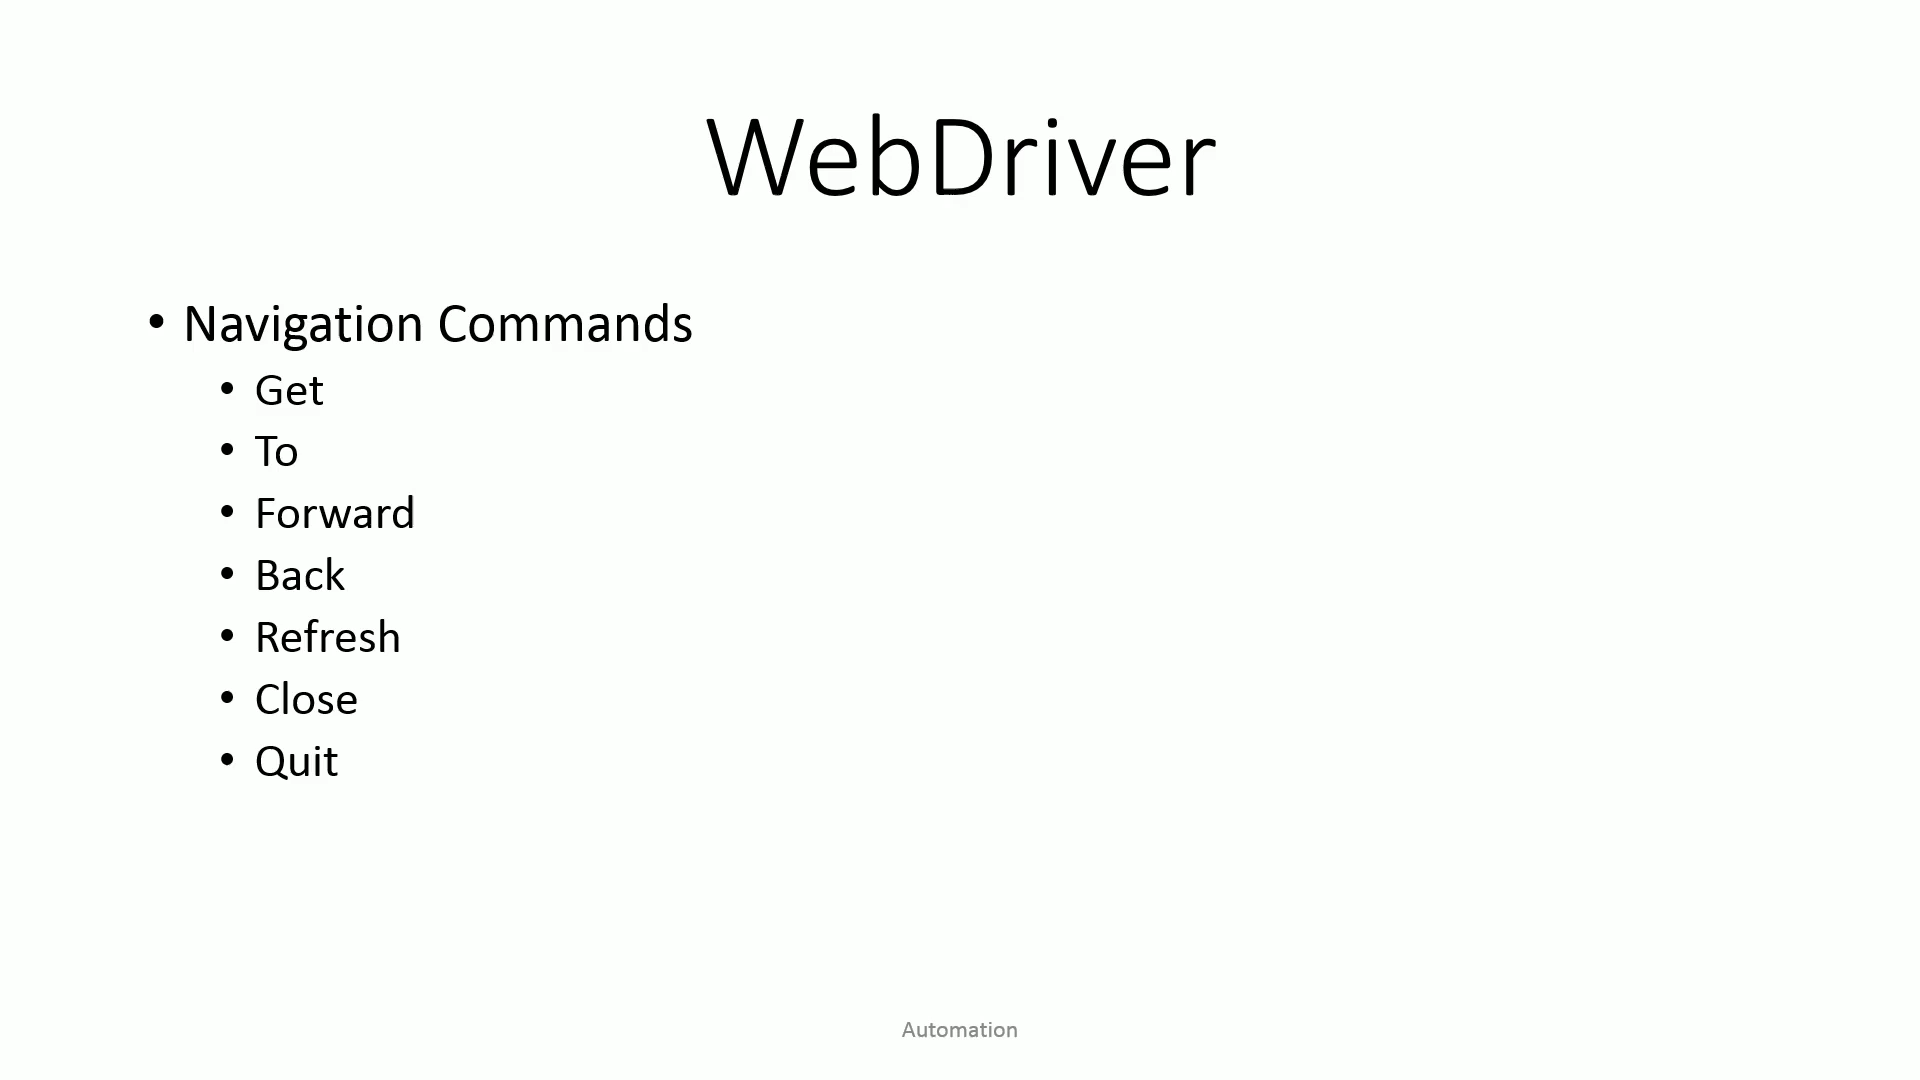 WebDriver
• Navigation Commands
• Get
• To
• Forward
• Back
• Refresh
• Close
• Quit
Automation